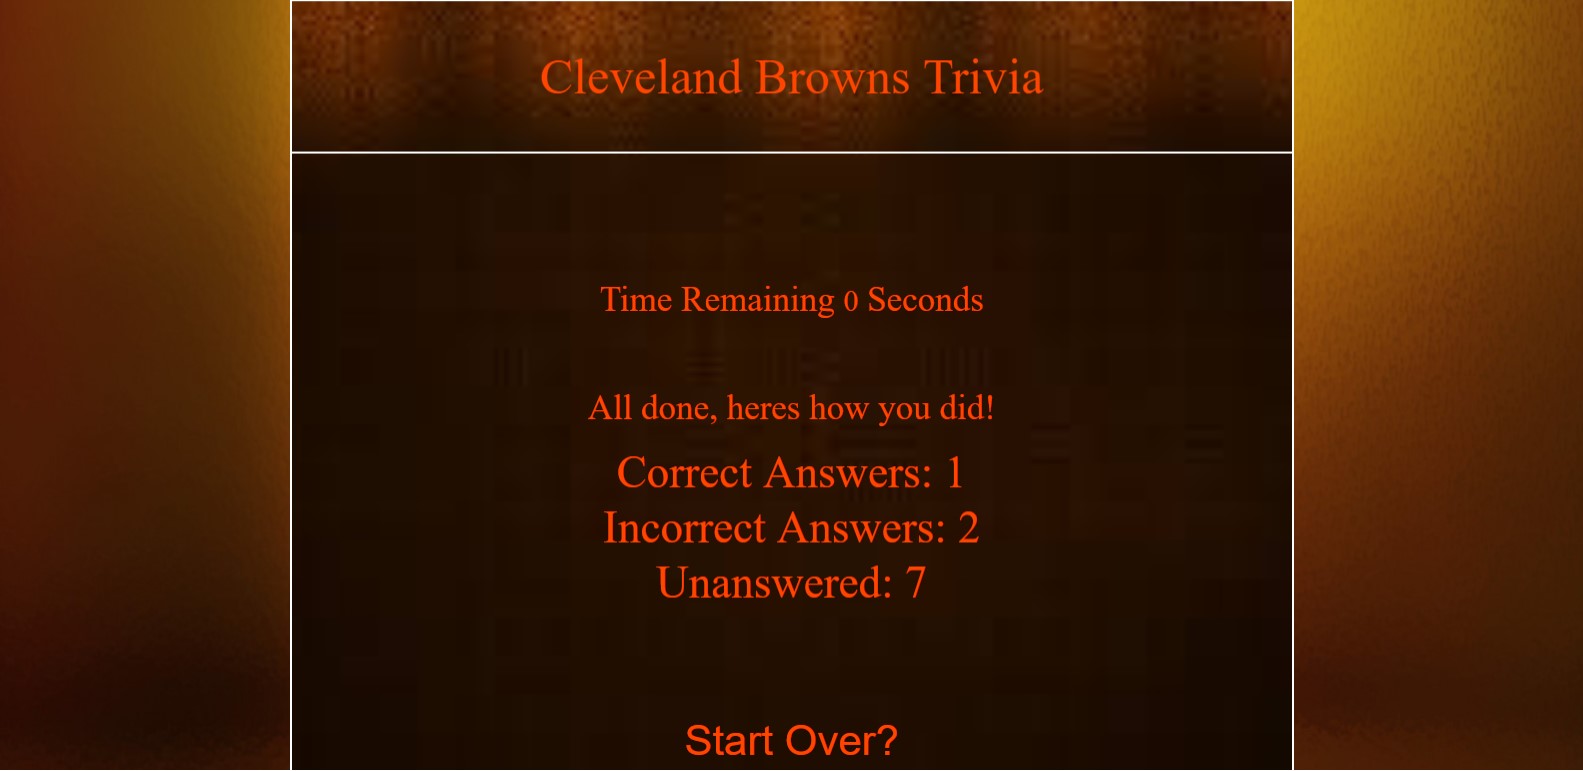 Cleveland Browns Trivia
Time Remaining 0 Seconds
All done, heres how you did!
Correct Answers: 1
Incorrect Answers: 2
Unanswered: 7
Start Over?